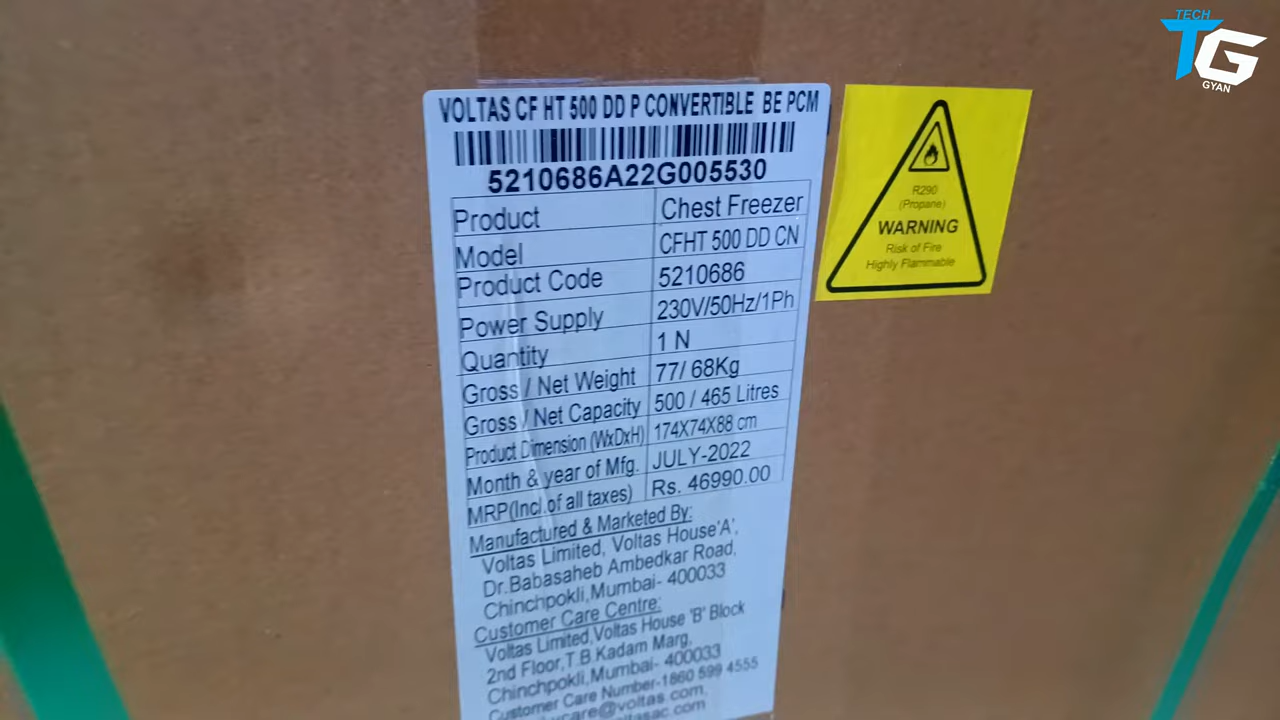 TECH
TG
GYAN
VOLTAS CF HT 500 DD P CONVERTIBLE BE PCM
5210686A22G005530
Product Chest Freezer
Model CFHT 500 DD CN
Product Code 5210686
Power Supply 230V/50Hz/1Ph
Quantity 1 N
Gross / Net Weight 77/ 68Kg
Gross / Net Capacity 500 / 465 Litres
Product Dimension (WxDxH) 174X74X88 cm
Month & year of Mfg. JULY-2022
MRP(Incl.of all taxes) Rs. 46990.00
Manufactured & Marketed By:
Voltas Limited, Voltas House'A',
Dr.Babasaheb Ambedkar Road,
Chinchpokli,Mumbai- 400033
Customer Care Centre:
Voltas Limited,Voltas House 'B' Block
2nd Floor,T.B Kadam Marg,
Chinchpokli,Mumbai- 400033
Customer Care Number-1860 599 4555
R290
(Propane)
WARNING
Risk of Fire
Highly Flammable